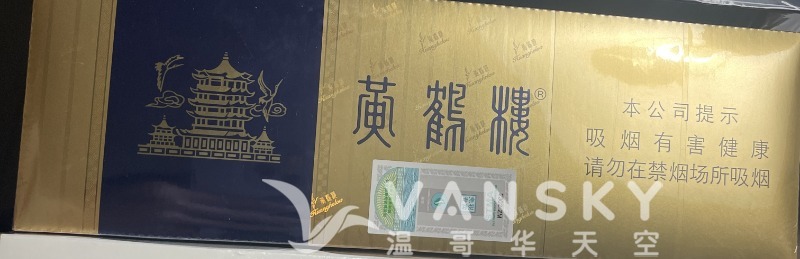 黄鹤楼®
本公司提示
吸烟有害健康
请勿在禁烟场所吸烟
VANSKY
温哥华天空